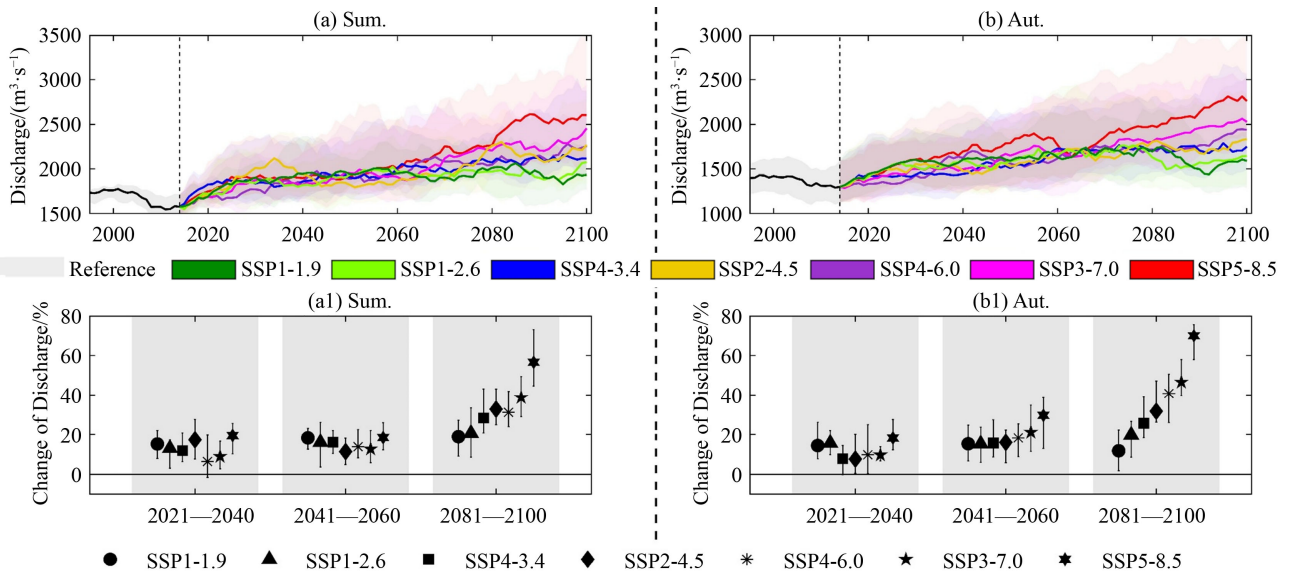 (a) Sum.
Discharge/(m³·s⁻¹)
3500
3000
2500
2000
1500
2000 2020 2040 2060 2080 2100
(b) Aut.
Discharge/(m³·s⁻¹)
3000
2500
2000
1500
1000
2000 2020 2040 2060 2080 2100
Reference SSP1-1.9 SSP1-2.6 SSP4-3.4 SSP2-4.5 SSP4-6.0 SSP3-7.0 SSP5-8.5
(a1) Sum.
Change of Discharge/%
80
60
40
20
0
2021—2040 2041—2060 2081—2100
(b1) Aut.
Change of Discharge/%
80
60
40
20
0
2021—2040 2041—2060 2081—2100
SSP1-1.9 SSP1-2.6 SSP4-3.4 SSP2-4.5 SSP4-6.0 SSP3-7.0 SSP5-8.5